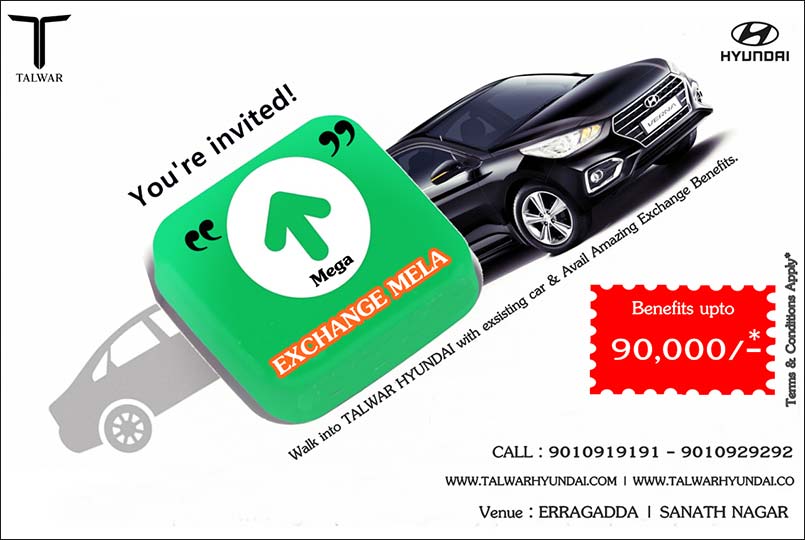 TALWAR
HYUNDAI
You're invited!
“ ”
Mega
EXCHANGE MELA
VERNA
Walk into TALWAR HYUNDAI with exsisting car & Avail Amazing Exchange Benefits.
Benefits upto
90,000/-*
Terms & Conditions Apply*
CALL : 9010919191 - 9010929292
WWW.TALWARHYUNDAI.COM | WWW.TALWARHYUNDAI.CO
Venue : ERRAGADDA | SANATH NAGAR